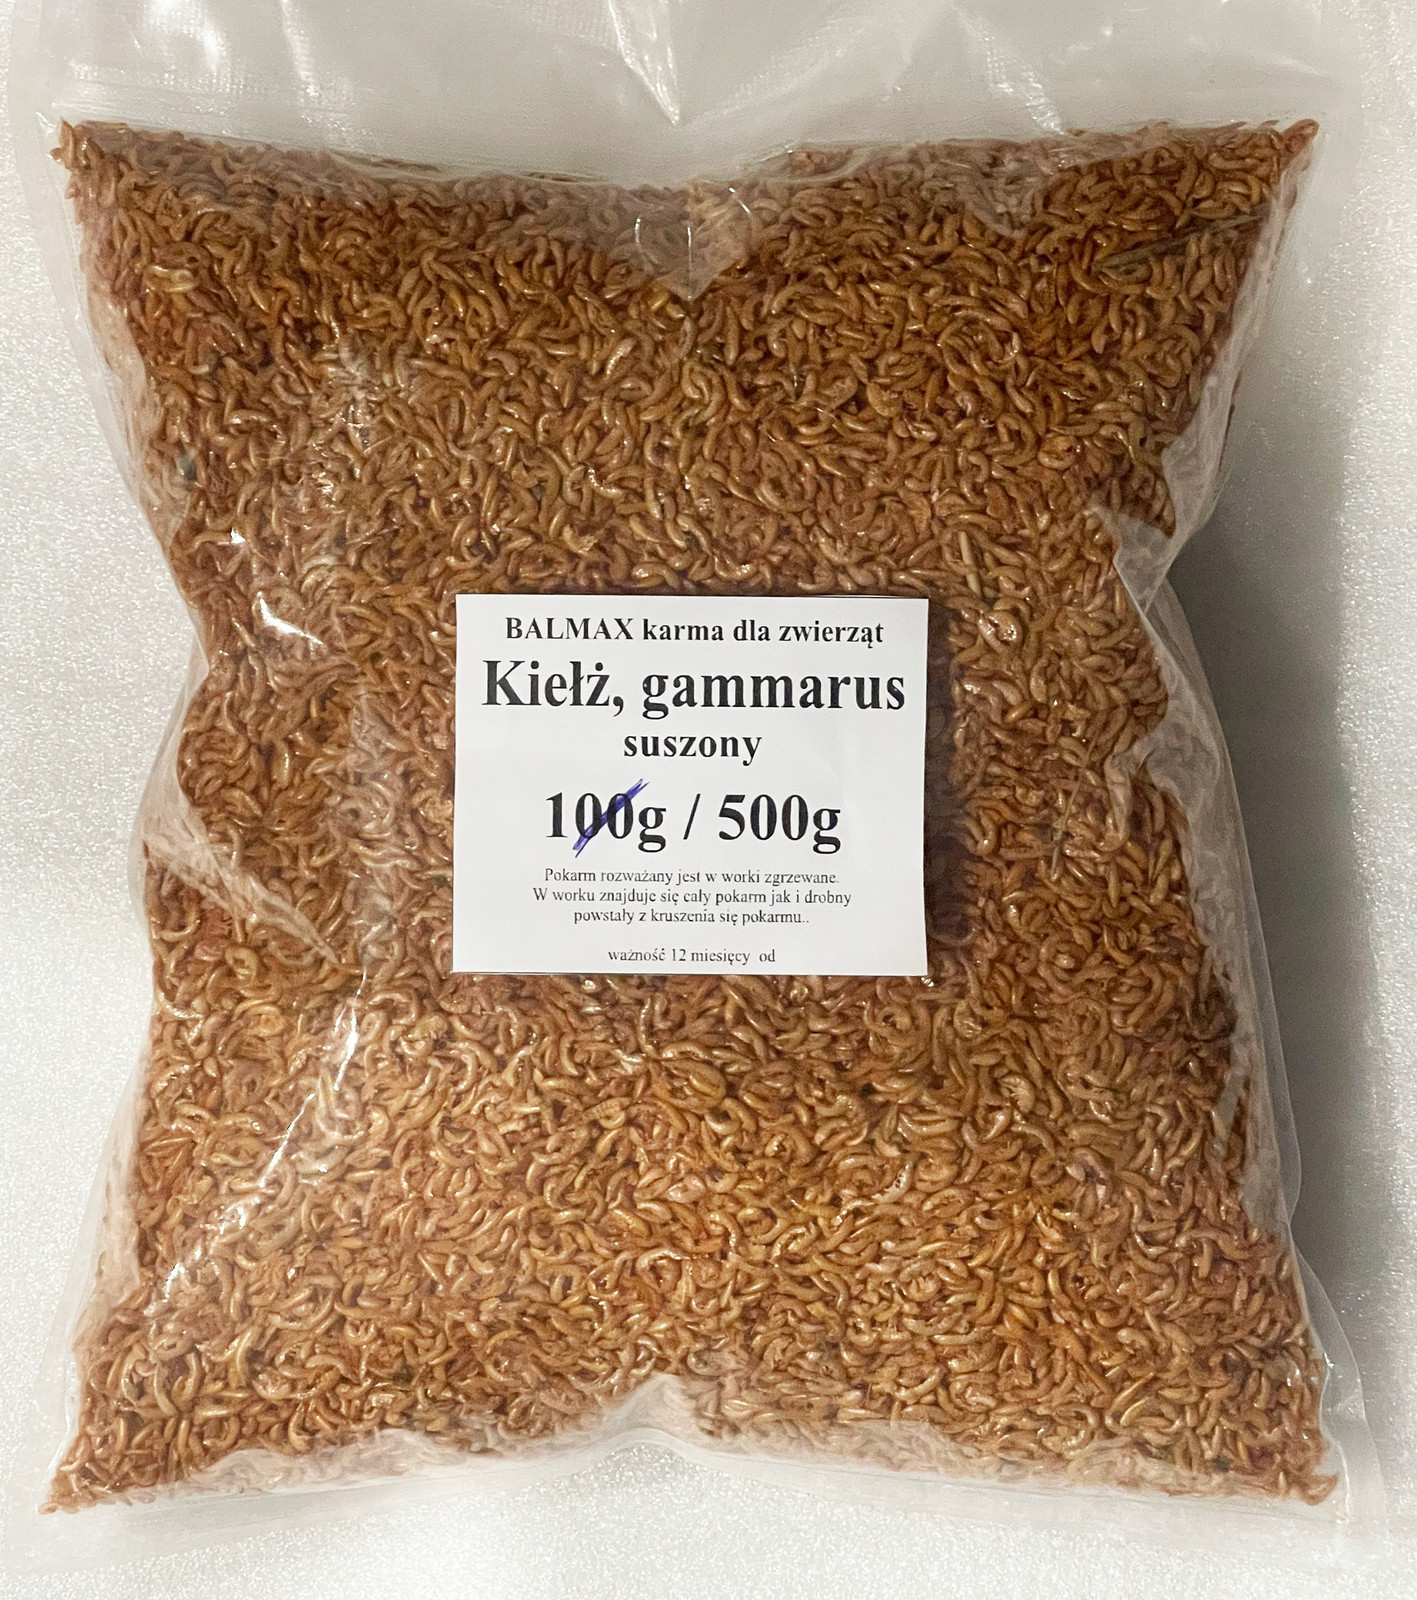 BALMAX karma dla zwierząt
Kiełż, gammarus
suszony
100g / 500g
Pokarm rozważany jest w worki zgrzewane.
W worku znajduje się cały pokarm jak i drobny
powstały z kruszenia się pokarmu..
ważność 12 miesięcy od